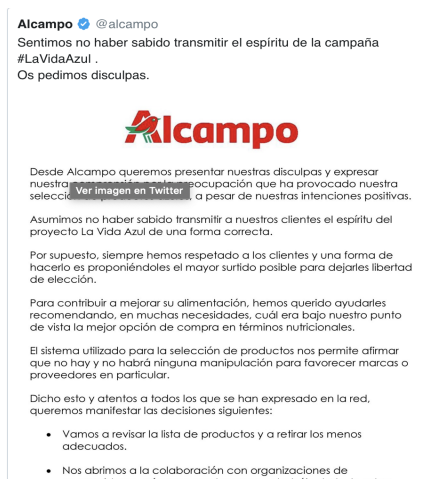 Alcampo @alcampo
Sentimos no haber sabido transmitir el espíritu de la campaña
#LaVidaAzul .
Os pedimos disculpas.
Alcampo
Desde Alcampo queremos presentar nuestras disculpas y expresar
nuestra preocupación que ha provocado nuestra
Ver imagen en Twitter
, a pesar de nuestras intenciones positivas.
Asumimos no haber sabido transmitir a nuestros clientes el espíritu del
proyecto La Vida Azul de una forma correcta.
Por supuesto, siempre hemos respetado a los clientes y una forma de
hacerlo es proponiéndoles el mayor surtido posible para dejarles libertad
de elección.
Para contribuir a mejorar su alimentación, hemos querido ayudarles
recomendando, en muchas necesidades, cuál era bajo nuestro punto
de vista la mejor opción de compra en términos nutricionales.
El sistema utilizado para la selección de productos nos permite afirmar
que no hay y no habrá ninguna manipulación para favorecer marcas o
proveedores en particular.
Dicho esto y atentos a todos los que se han expresado en la red,
queremos manifestar las decisiones siguientes:
• Vamos a revisar la lista de productos y a retirar los menos
adecuados.
• Nos abrimos a la colaboración con organizaciones de